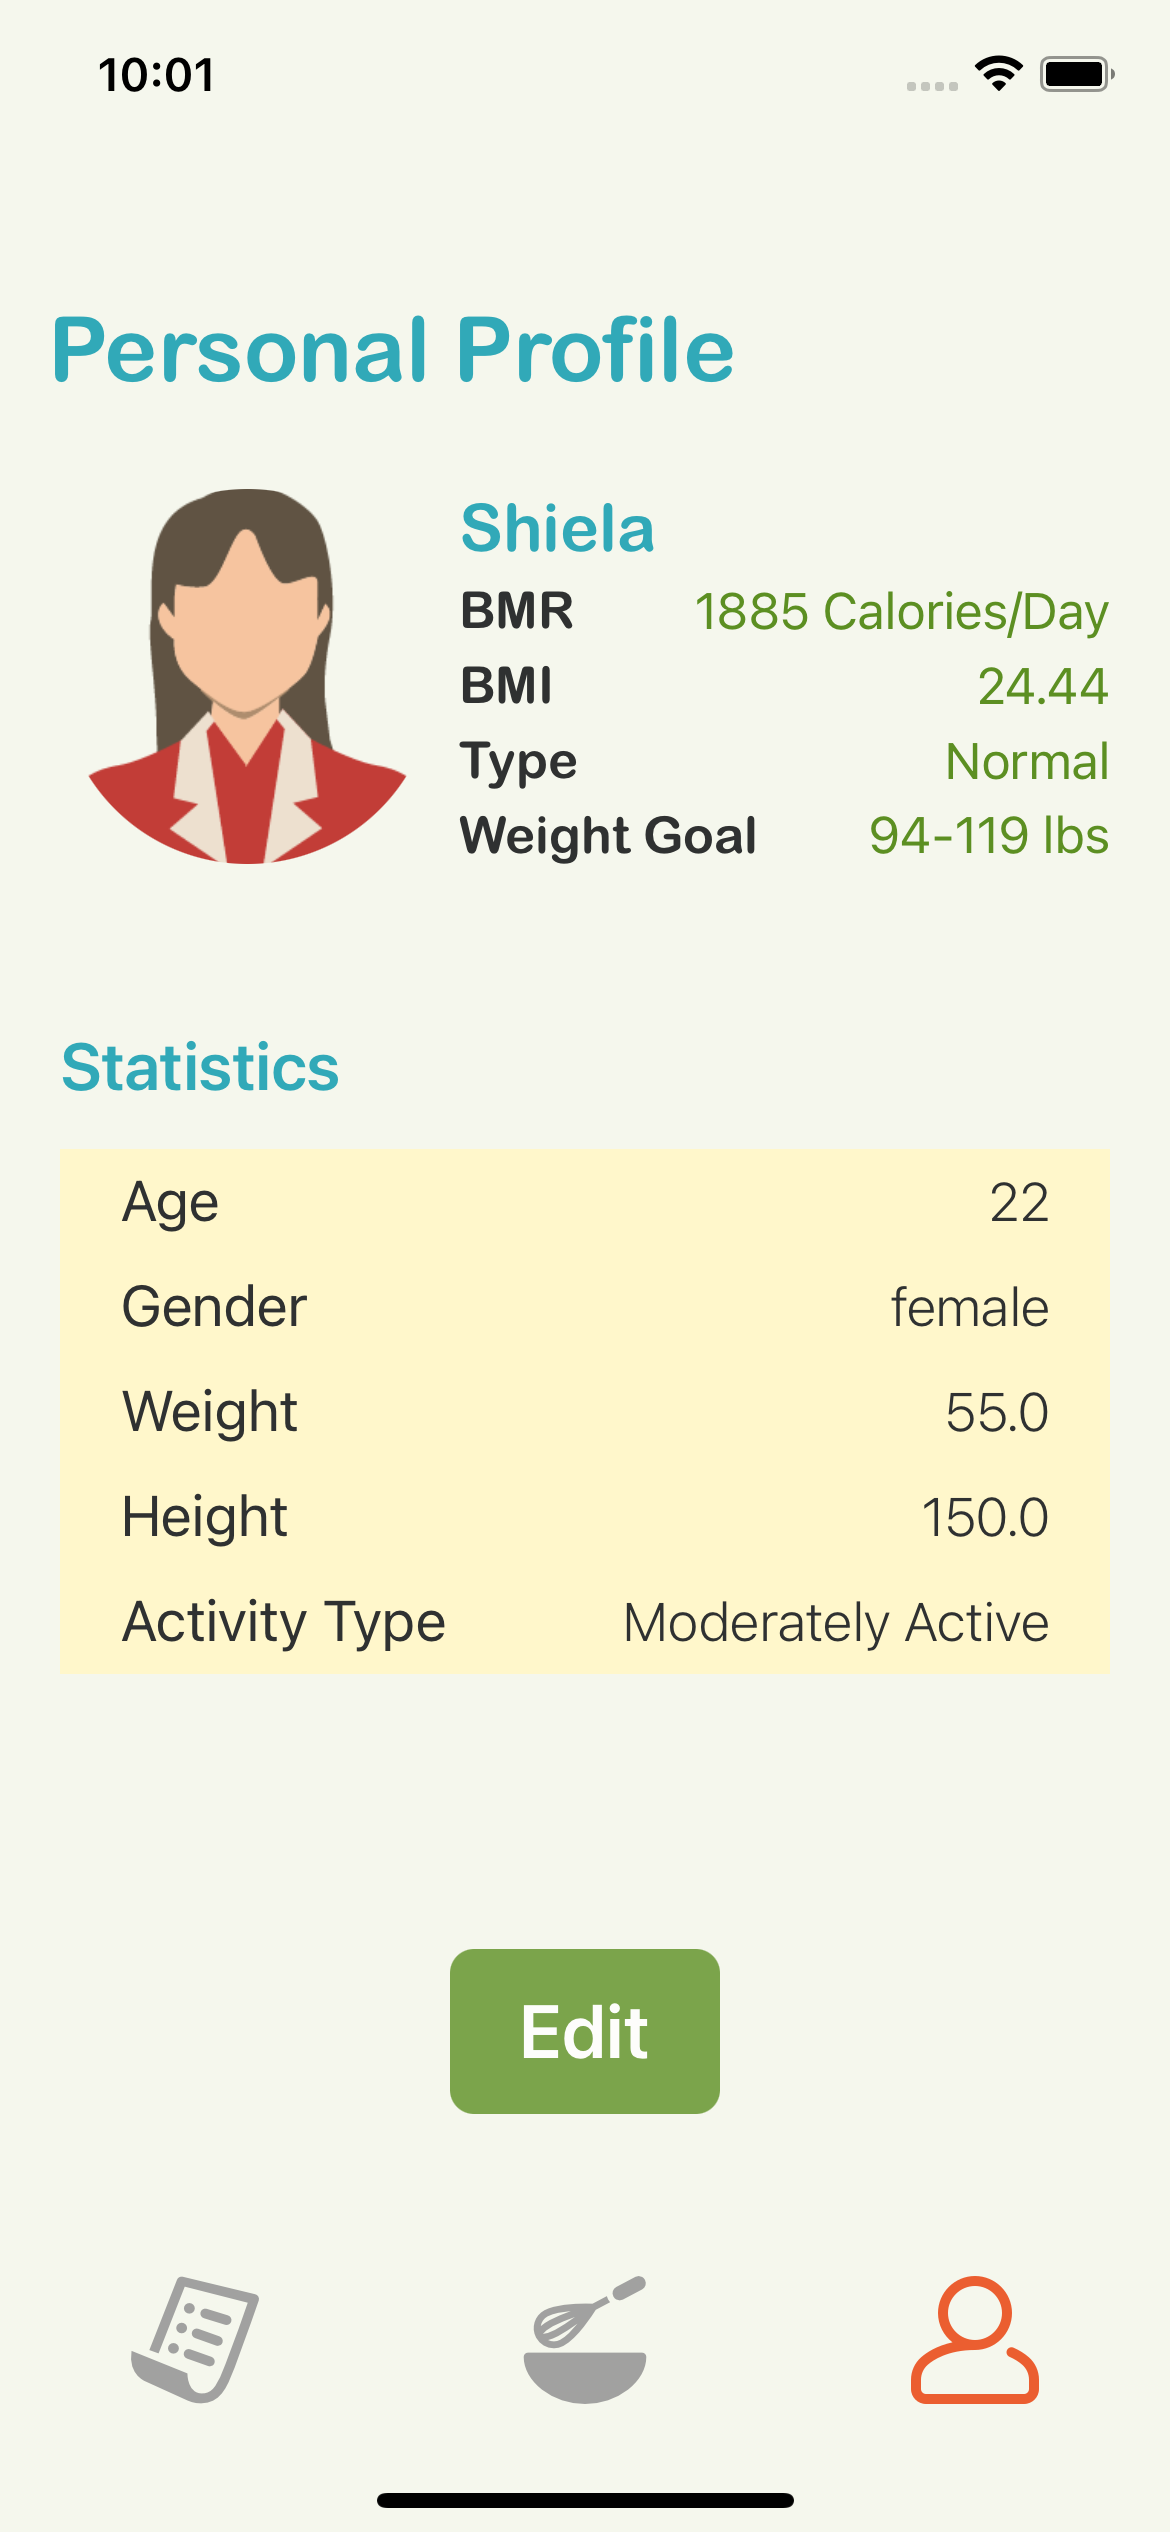 10:01
Personal Profile
Shiela
BMR 1885 Calories/Day
BMI 24.44
Type Normal
Weight Goal 94-119 lbs
Statistics
Age 22
Gender female
Weight 55.0
Height 150.0
Activity Type Moderately Active
Edit